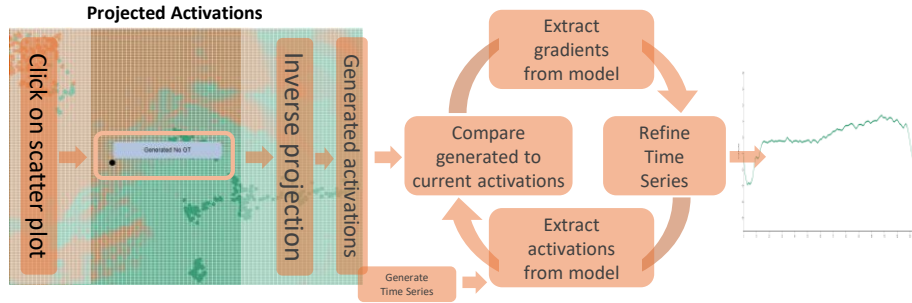 Projected Activations
Click on scatter plot
Generated No GT
Inverse projection
Generated activations
Extract
gradients
from model
Compare
generated to
current activations
Refine
Time
Series
Extract
activations
from model
Generate
Time Series